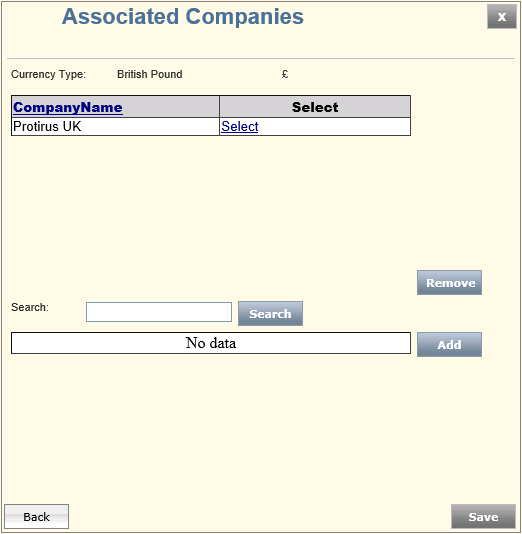 Associated Companies
X
Currency Type: British Pound £
CompanyName Select
Protirus UK Select
Remove
Search: Search
No data Add
Back Save